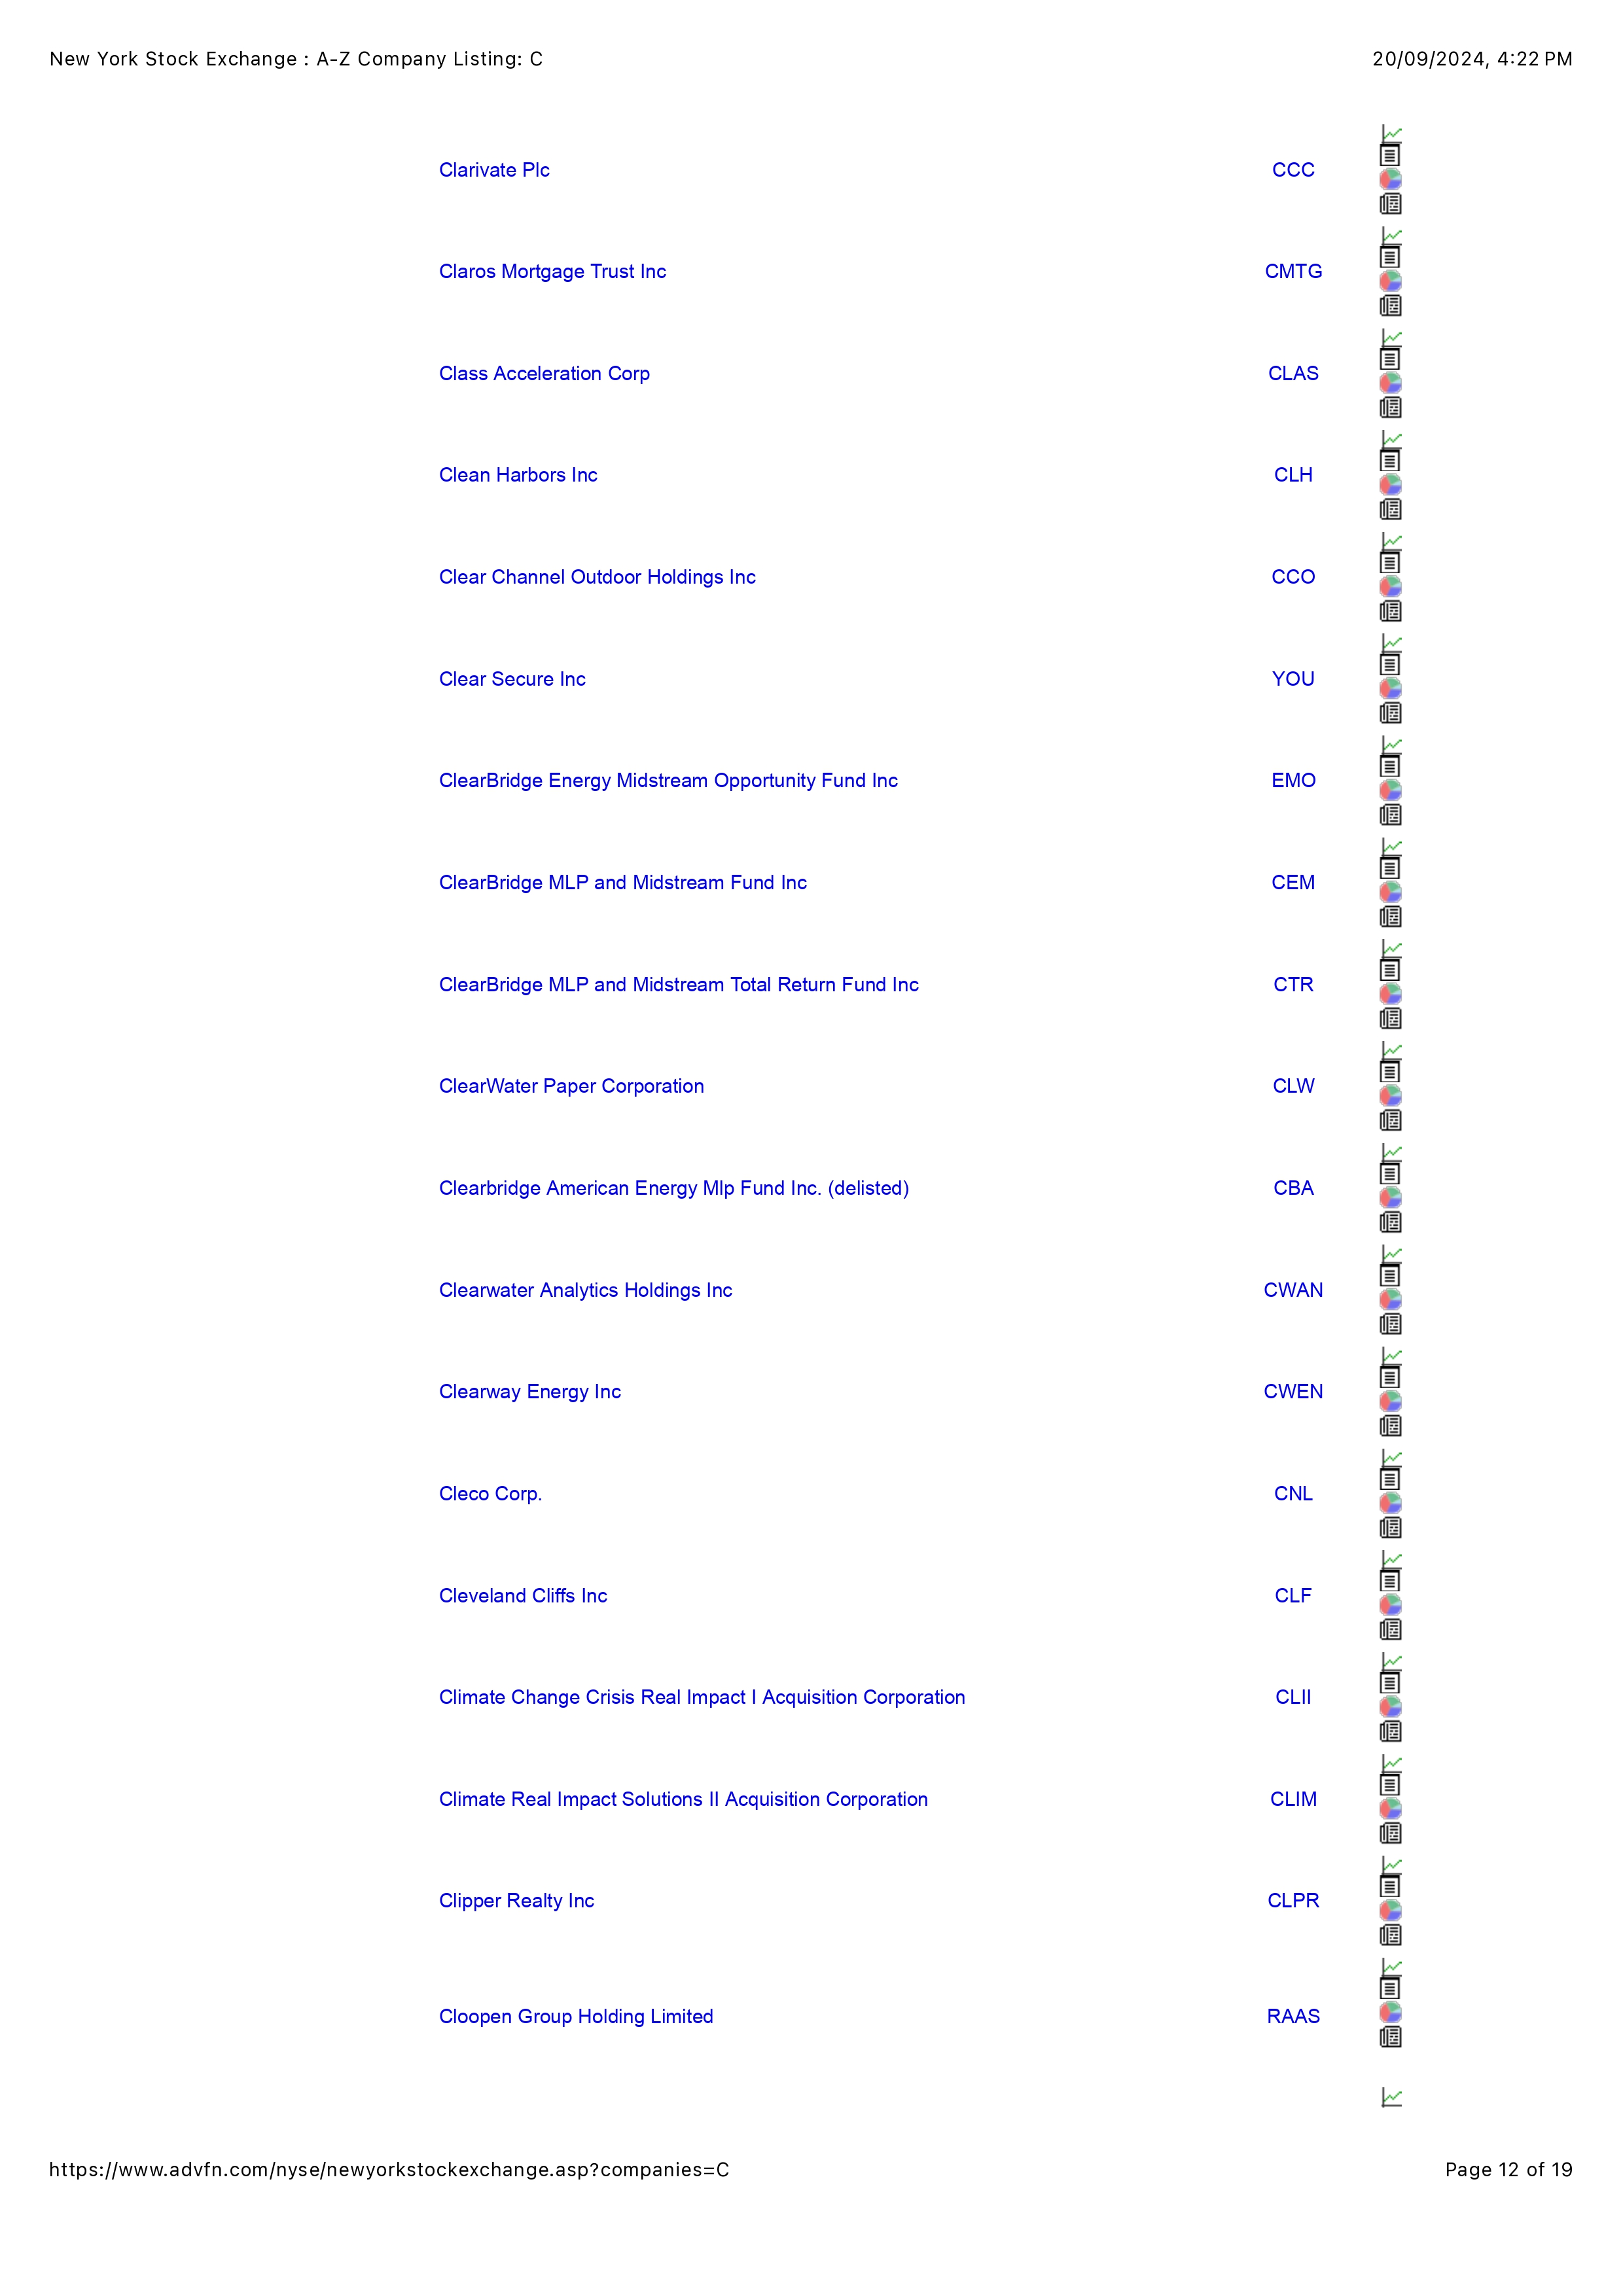 New York Stock Exchange : A-Z Company Listing: C 20/09/2024, 4:22 PM
Clarivate Plc CCC
Claros Mortgage Trust Inc CMTG
Class Acceleration Corp CLAS
Clean Harbors Inc CLH
Clear Channel Outdoor Holdings Inc CCO
Clear Secure Inc YOU
ClearBridge Energy Midstream Opportunity Fund Inc EMO
ClearBridge MLP and Midstream Fund Inc CEM
ClearBridge MLP and Midstream Total Return Fund Inc CTR
ClearWater Paper Corporation CLW
Clearbridge American Energy Mlp Fund Inc. (delisted) CBA
Clearwater Analytics Holdings Inc CWAN
Clearway Energy Inc CWEN
Cleco Corp. CNL
Cleveland Cliffs Inc CLF
Climate Change Crisis Real Impact I Acquisition Corporation CLII
Climate Real Impact Solutions II Acquisition Corporation CLIM
Clipper Realty Inc CLPR
Cloopen Group Holding Limited RAAS
https://www.advfn.com/nyse/newyorkstockexchange.asp?companies=C Page 12 of 19